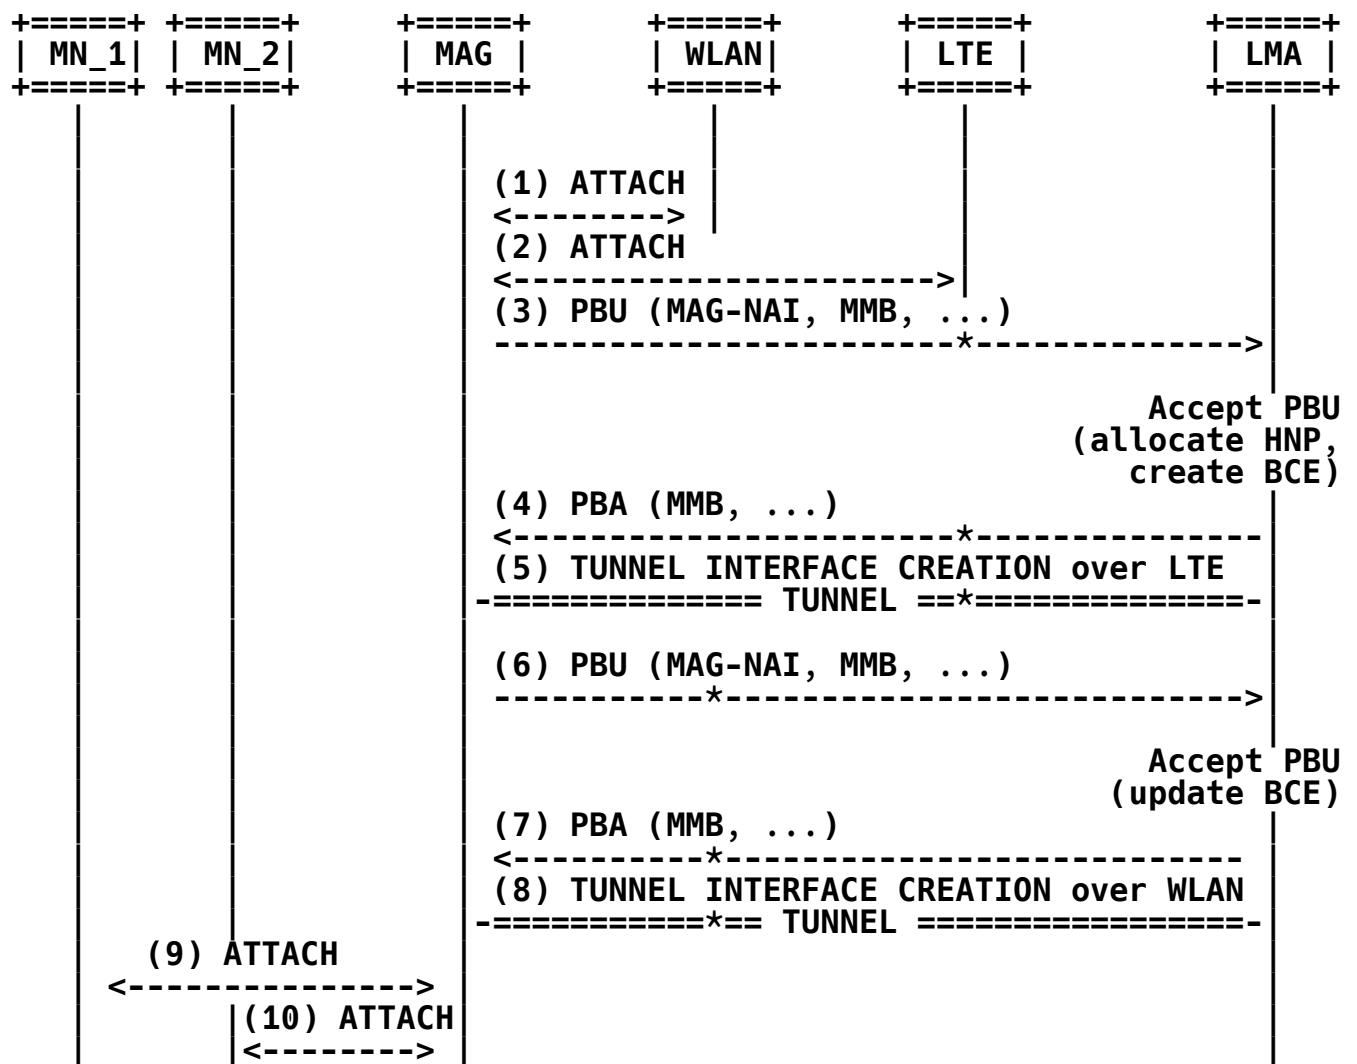 MN_1 MN_2 MAG WLAN LTE LMA
(1) ATTACH
(2) ATTACH
(3) PBU (MAG-NAI, MMB, ...)
Accept PBU
(allocate HNP,
create BCE)
(4) PBA (MMB, ...)
(5) TUNNEL INTERFACE CREATION over LTE
TUNNEL
(6) PBU (MAG-NAI, MMB, ...)
Accept PBU
(update BCE)
(7) PBA (MMB, ...)
(8) TUNNEL INTERFACE CREATION over WLAN
TUNNEL
(9) ATTACH
(10) ATTACH